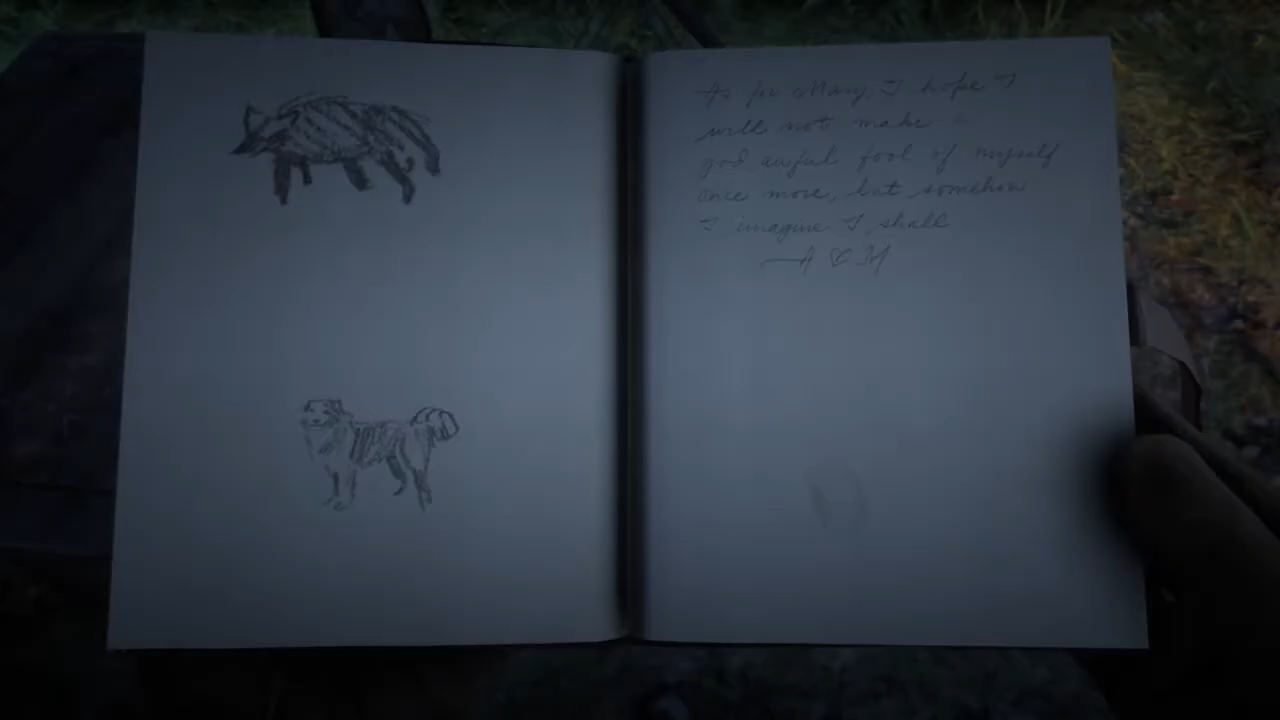 As for Mary, I hope I
will not make
god awful fool of myself
once more, but somehow
I imagine I shall
— A ♡ M